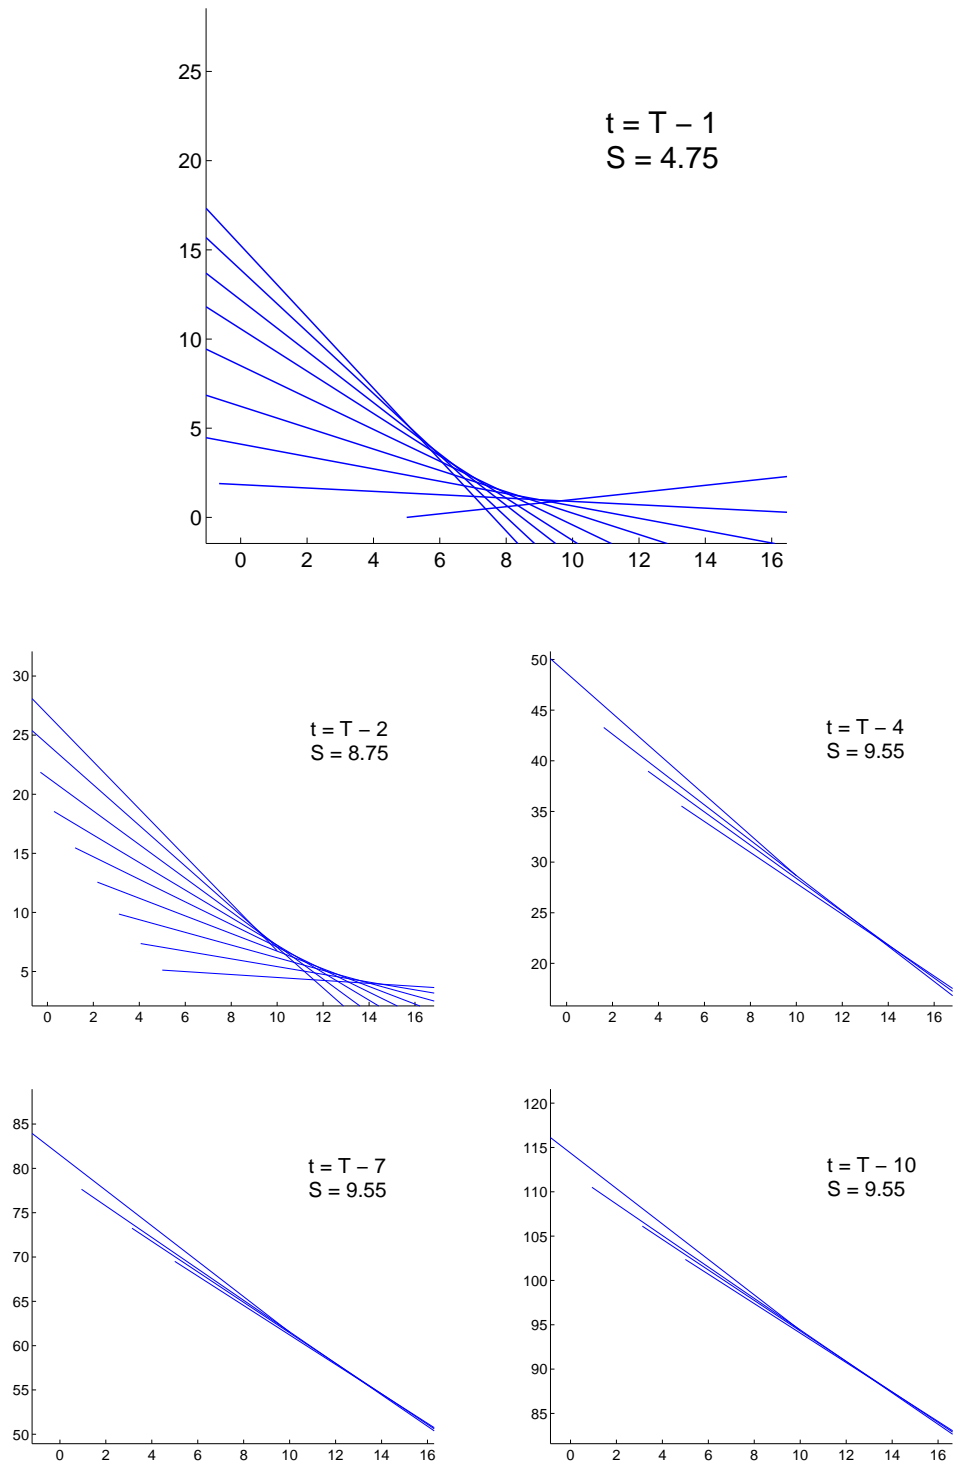 25
20
15
10
5
0
t = T − 1
S = 4.75
0 2 4 6 8 10 12 14 16
30
25
20
15
10
5
t = T − 2
S = 8.75
0 2 4 6 8 10 12 14 16
50
45
40
35
30
25
20
t = T − 4
S = 9.55
0 2 4 6 8 10 12 14 16
85
80
75
70
65
60
55
50
t = T − 7
S = 9.55
0 2 4 6 8 10 12 14 16
120
115
110
105
100
95
90
85
t = T − 10
S = 9.55
0 2 4 6 8 10 12 14 16